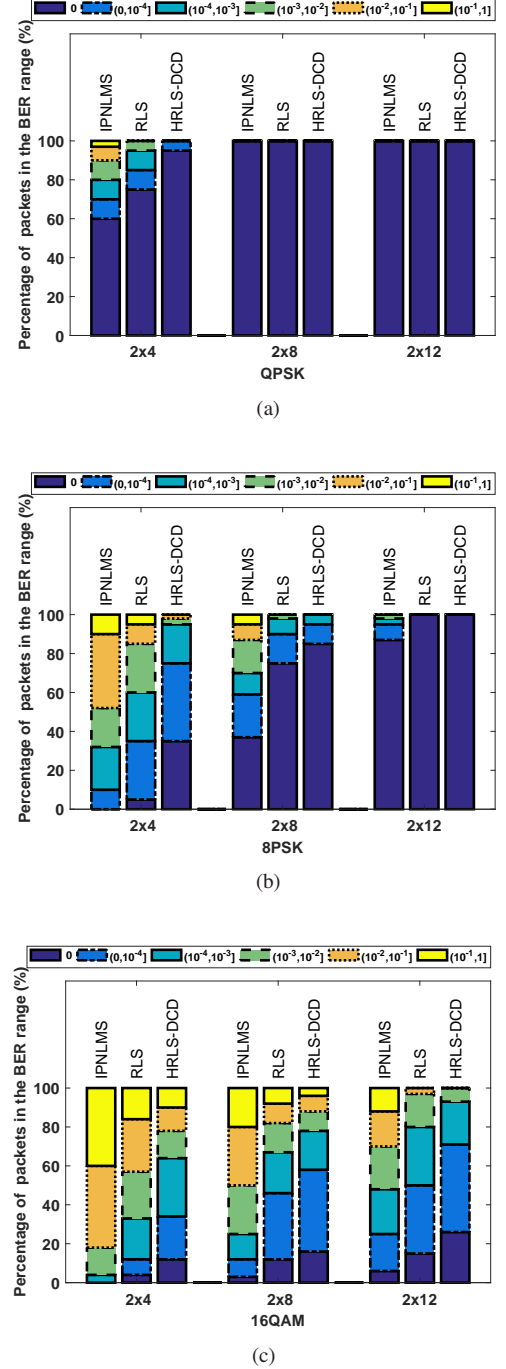 0 (0,10⁻⁴] (10⁻⁴,10⁻³] (10⁻³,10⁻²] (10⁻²,10⁻¹] (10⁻¹,1]
Percentage of packets in the BER range (%)
IPNLMS RLS HRLS-DCD IPNLMS RLS HRLS-DCD IPNLMS RLS HRLS-DCD
100
80
60
40
20
0
2x4 2x8 2x12
QPSK
(a)
0 (0,10⁻⁴] (10⁻⁴,10⁻³] (10⁻³,10⁻²] (10⁻²,10⁻¹] (10⁻¹,1]
Percentage of packets in the BER range (%)
IPNLMS RLS HRLS-DCD IPNLMS RLS HRLS-DCD IPNLMS RLS HRLS-DCD
100
80
60
40
20
0
2x4 2x8 2x12
8PSK
(b)
0 (0,10⁻⁴] (10⁻⁴,10⁻³] (10⁻³,10⁻²] (10⁻²,10⁻¹] (10⁻¹,1]
Percentage of packets in the BER range (%)
IPNLMS RLS HRLS-DCD IPNLMS RLS HRLS-DCD IPNLMS RLS HRLS-DCD
100
80
60
40
20
0
2x4 2x8 2x12
16QAM
(c)